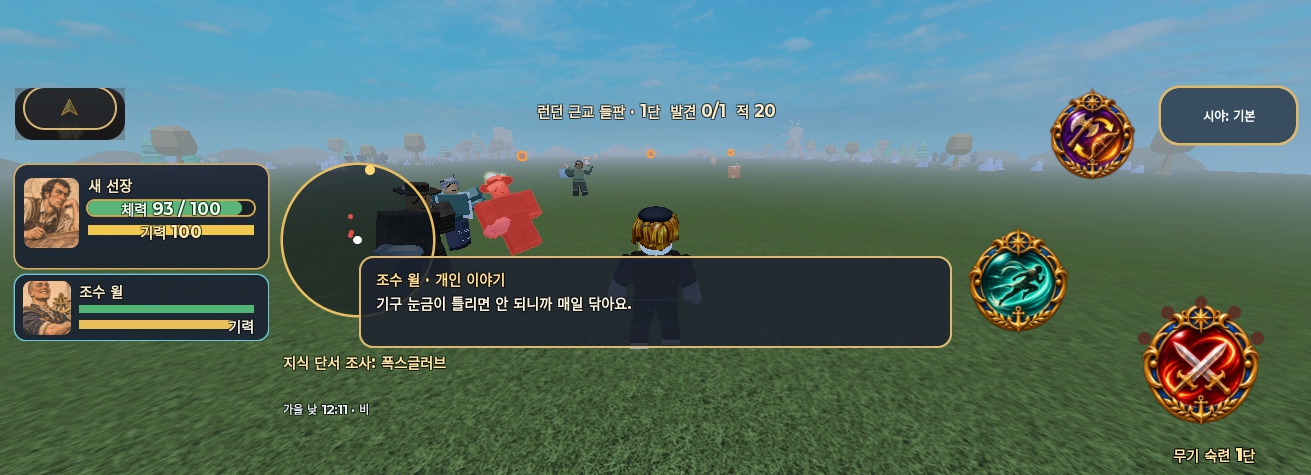 런던 근교 들판 · 1단 발견 0/1 적 20
시야: 기본
새 선장
체력 93 / 100
기력 100
조수 윌
기력
조수 윌 · 개인 이야기
기구 눈금이 틀리면 안 되니까 매일 닦아요.
지식 단서 조사: 폭스글러브
가을 낮 12:11 · 비
무기 숙련 1단